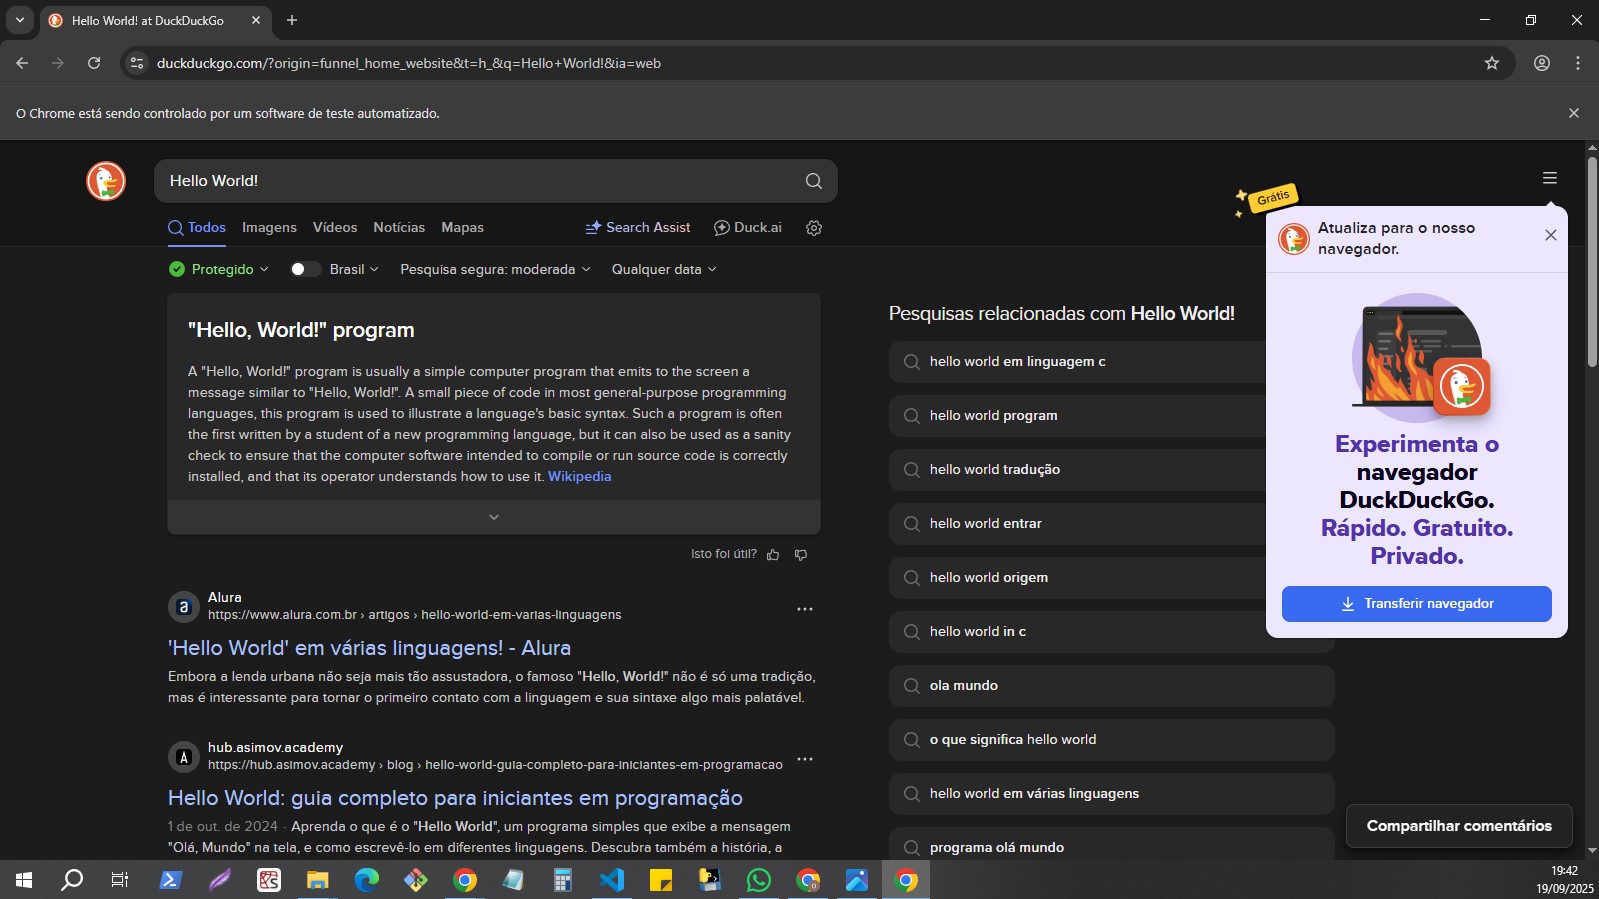 Hello World! at DuckDuckGo
duckduckgo.com/?origin=funnel_home_website&t=h_&q=Hello+World!&ia=web
O Chrome está sendo controlado por um software de teste automatizado.
Hello World!
Todos
Imagens
Vídeos
Notícias
Mapas
Search Assist
Duck.ai
Protegido
Brasil
Pesquisa segura: moderada
Qualquer data
"Hello, World!" program
A "Hello, World!" program is usually a simple computer program that emits to the screen a
message similar to "Hello, World!". A small piece of code in most general-purpose programming
languages, this program is used to illustrate a language's basic syntax. Such a program is often
the first written by a student of a new programming language, but it can also be used as a sanity
check to ensure that the computer software intended to compile or run source code is correctly
installed, and that its operator understands how to use it. Wikipedia
Isto foi útil?
Alura
https://www.alura.com.br › artigos › hello-world-em-varias-linguagens
'Hello World' em várias linguagens! - Alura
Embora a lenda urbana não seja mais tão assustadora, o famoso "Hello, World!" não é só uma tradição,
mas é interessante para tornar o primeiro contato com a linguagem e sua sintaxe algo mais palatável.
hub.asimov.academy
https://hub.asimov.academy › blog › hello-world-guia-completo-para-iniciantes-em-programacao
Hello World: guia completo para iniciantes em programação
1 de out. de 2024 · Aprenda o que é o "Hello World", um programa simples que exibe a mensagem
"Olá, Mundo" na tela, e como escrevê-lo em diferentes linguagens. Descubra também a história, a
Pesquisas relacionadas com Hello World!
hello world em linguagem c
hello world program
hello world tradução
hello world entrar
hello world origem
hello world in c
ola mundo
o que significa hello world
hello world em várias linguagens
programa olá mundo
Grátis
Atualiza para o nosso
navegador.
Experimenta o
navegador
DuckDuckGo.
Rápido. Gratuito.
Privado.
Transferir navegador
Compartilhar comentários
19:42
19/09/2025